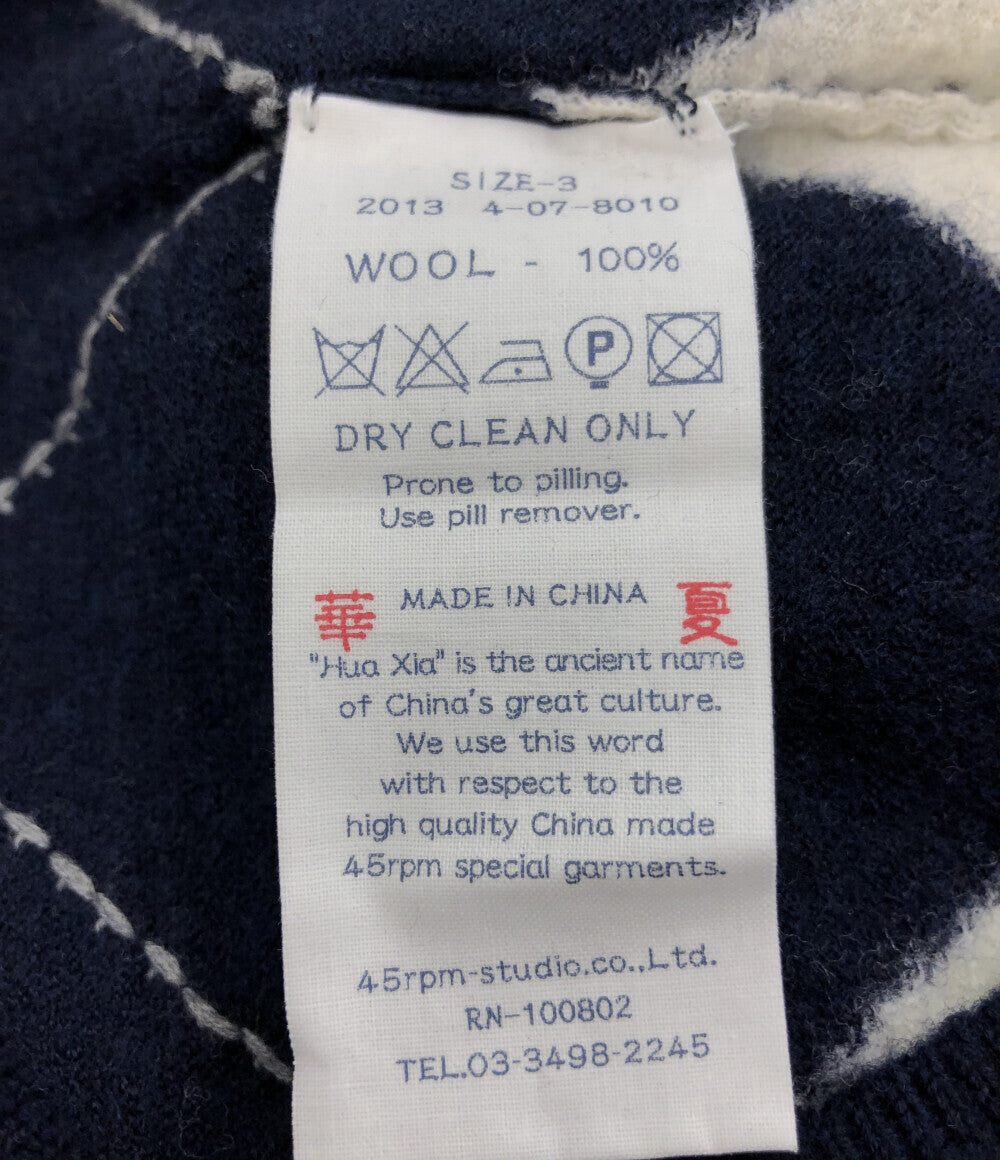 SIZE-3
2013 4-07-8010
WOOL - 100%
P
DRY CLEAN ONLY
Prone to pilling.
Use pill remover.
華 MADE IN CHINA 夏
"Hua Xia" is the ancient name
of China's great culture.
We use this word
with respect to the
high quality China made
45rpm special garments.
45rpm-studio.co.,Ltd.
RN-100802
TEL.03-3498-2245